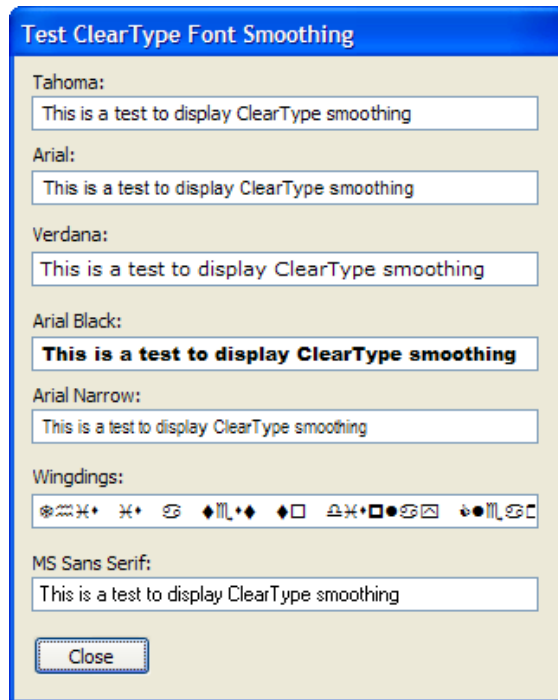 Test ClearType Font Smoothing
Tahoma:
This is a test to display ClearType smoothing
Arial:
This is a test to display ClearType smoothing
Verdana:
This is a test to display ClearType smoothing
Arial Black:
This is a test to display ClearType smoothing
Arial Narrow:
This is a test to display ClearType smoothing
Wingdings:
❄♒♓⬧ ♓⬧ ♋ ⧫♏⬧⧫ ⧫□ ♎♓⬧◻●♋⍓
MS Sans Serif:
This is a test to display ClearType smoothing
Close